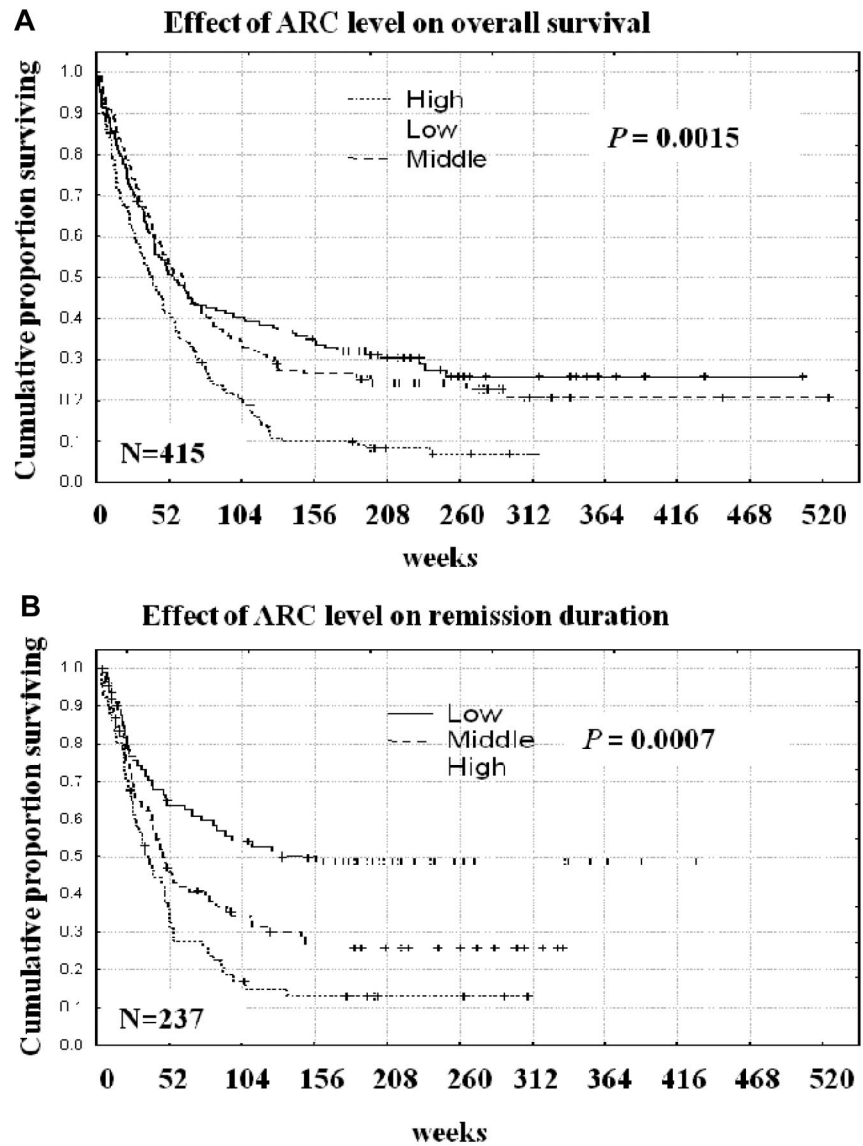 A
Effect of ARC level on overall survival
Cumulative proportion surviving
1.0
0.9
0.8
0.7
0.6
0.5
0.4
0.3
0.2
0.1
0.0
High
Low
Middle
P = 0.0015
N=415
0 52 104 156 208 260 312 364 416 468 520
weeks
B
Effect of ARC level on remission duration
Cumulative proportion surviving
1.0
0.9
0.8
0.7
0.6
0.5
0.4
0.3
0.2
0.1
0.0
Low
Middle
High
P = 0.0007
N=237
0 52 104 156 208 260 312 364 416 468 520
weeks